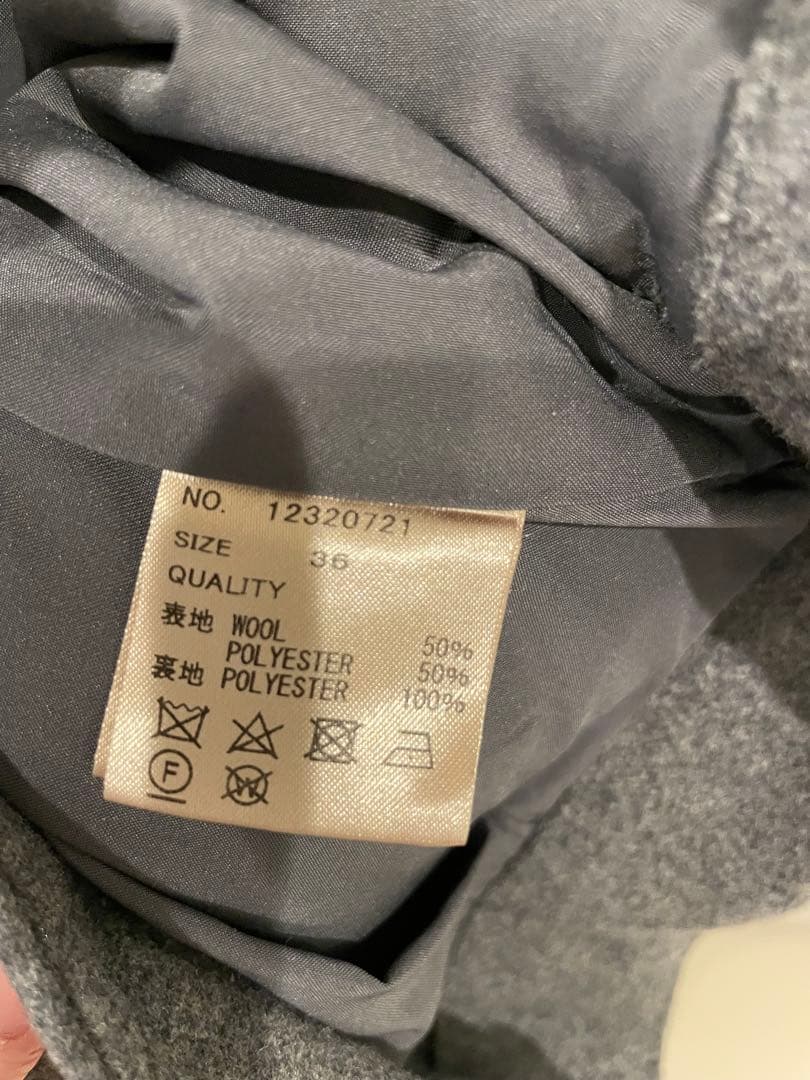 NO. 12320721
SIZE 36
QUALITY
表地 WOOL 50%
POLYESTER 50%
裏地 POLYESTER 100%
F
W